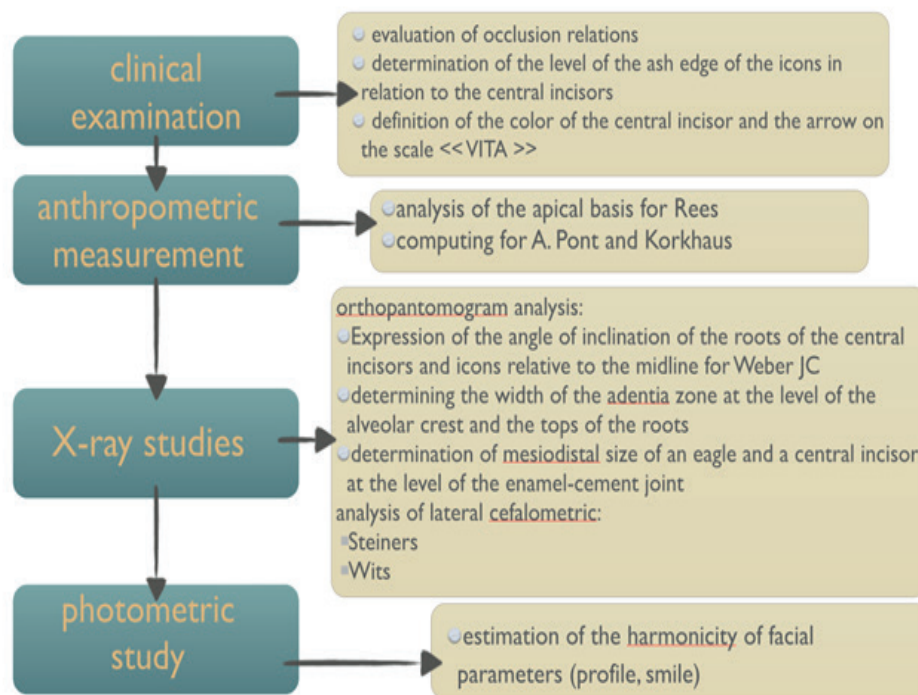 clinical
examination
evaluation of occlusion relations
determination of the level of the ash edge of the icons in
relation to the central incisors
definition of the color of the central incisor and the arrow on
the scale << VITA >>
anthropometric
measurement
analysis of the apical basis for Rees
computing for A. Pont and Korkhaus
X-ray studies
orthopantomogram analysis:
Expression of the angle of inclination of the roots of the central
incisors and icons relative to the midline for Weber JC
determining the width of the adentia zone at the level of the
alveolar crest and the tops of the roots
determination of mesiodistal size of an eagle and a central incisor
at the level of the enamel-cement joint
analysis of lateral cefalometric:
Steiners
Wits
photometric
study
estimation of the harmonicity of facial
parameters (profile, smile)